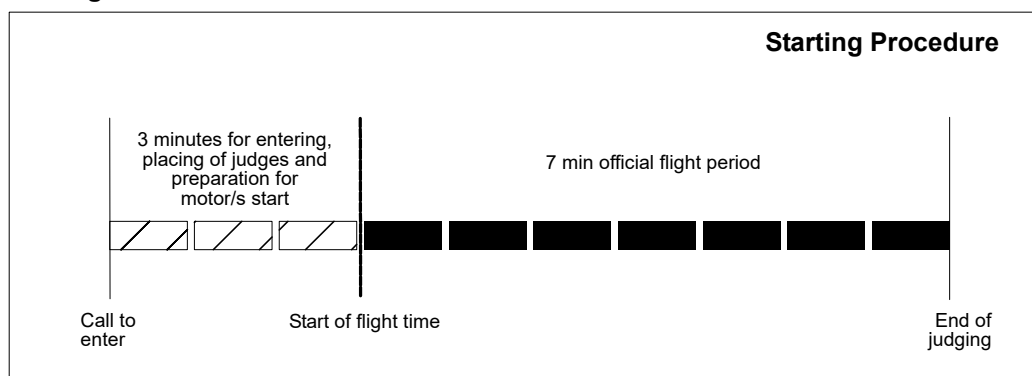 Starting Procedure
3 minutes for entering,
placing of judges and
preparation for
motor/s start
7 min official flight period
Call to
enter
Start of flight time
End of
judging